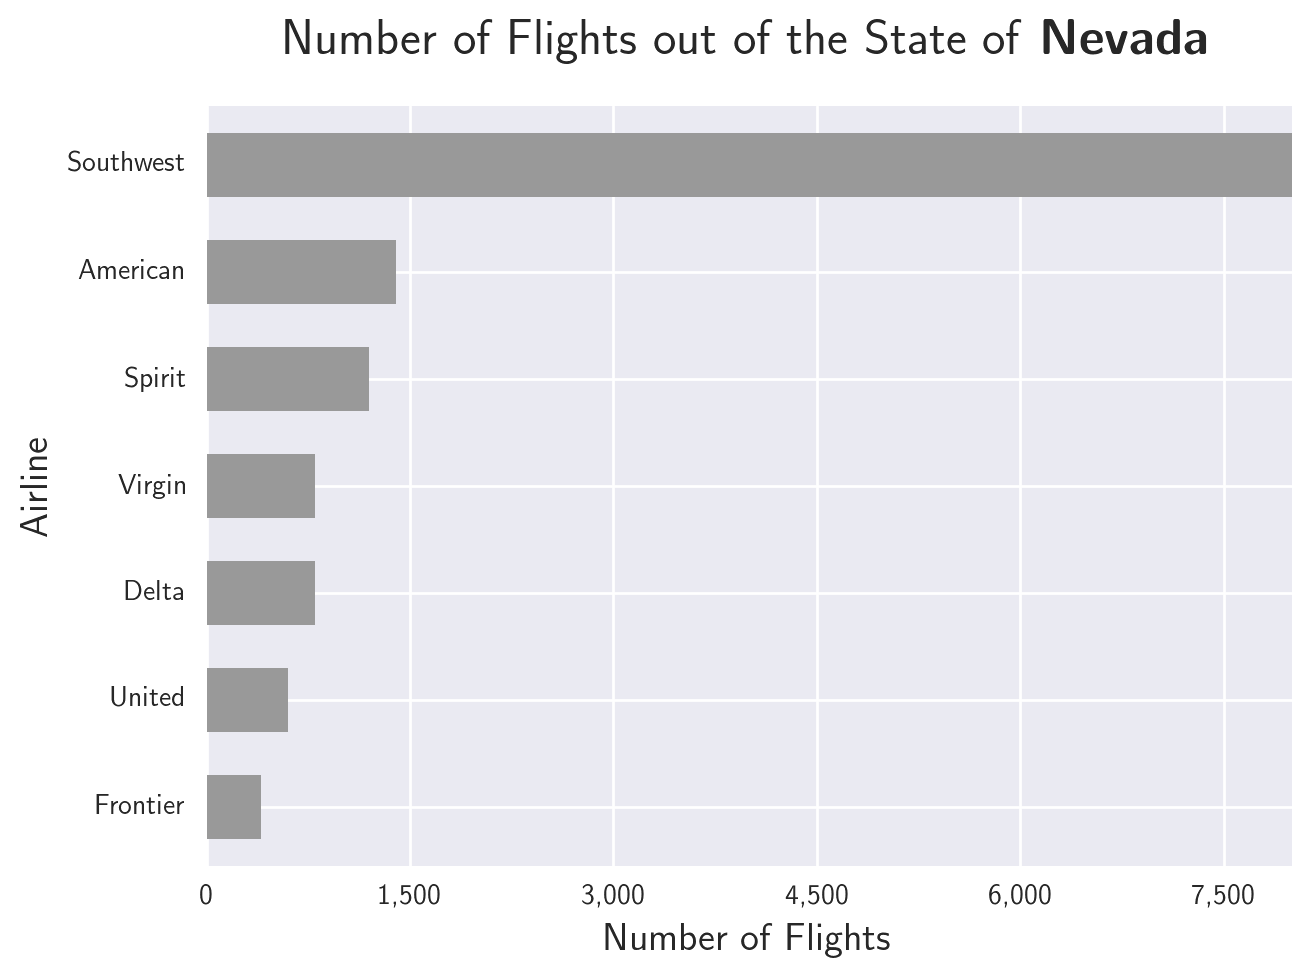 Number of Flights out of the State of Nevada
Southwest
American
Spirit
Virgin
Delta
United
Frontier
Airline
0 1,500 3,000 4,500 6,000 7,500
Number of Flights